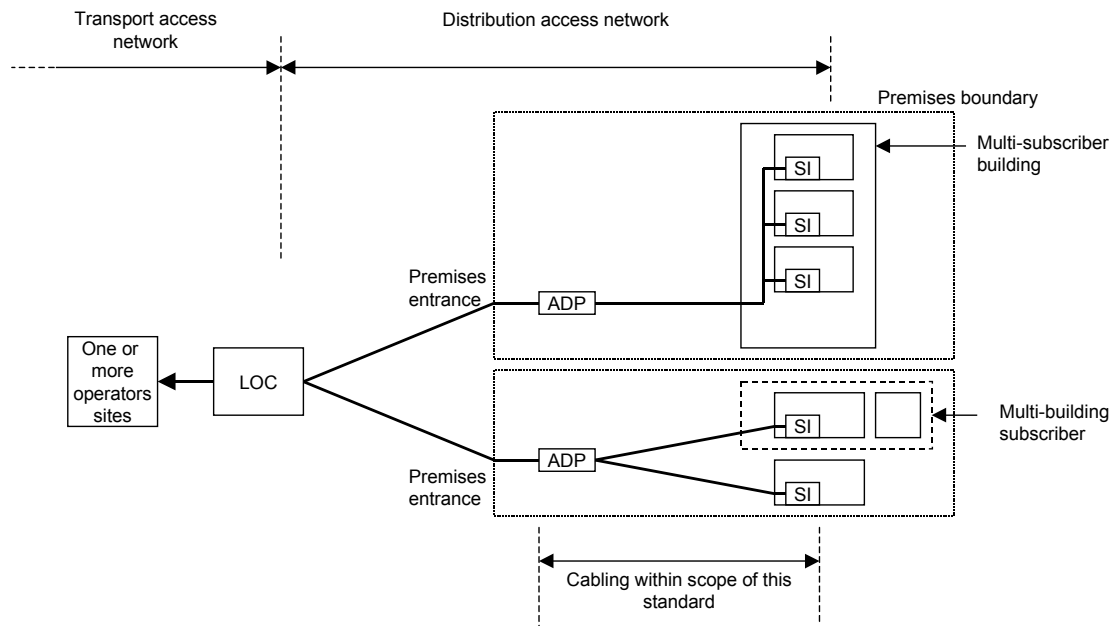 Transport access
network
Distribution access network
Premises boundary
Multi-subscriber
building
SI
SI
SI
Premises
entrance
ADP
One or
more
operators
sites
LOC
SI
Multi-building
subscriber
ADP
Premises
entrance
SI
Cabling within scope of this
standard